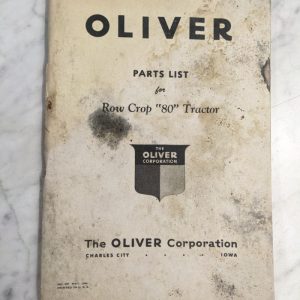 OLIVER
PARTS LIST
for
Row Crop "80" Tractor
THE
OLIVER
CORPORATION
The OLIVER Corporation
CHARLES CITY . . . . IOWA